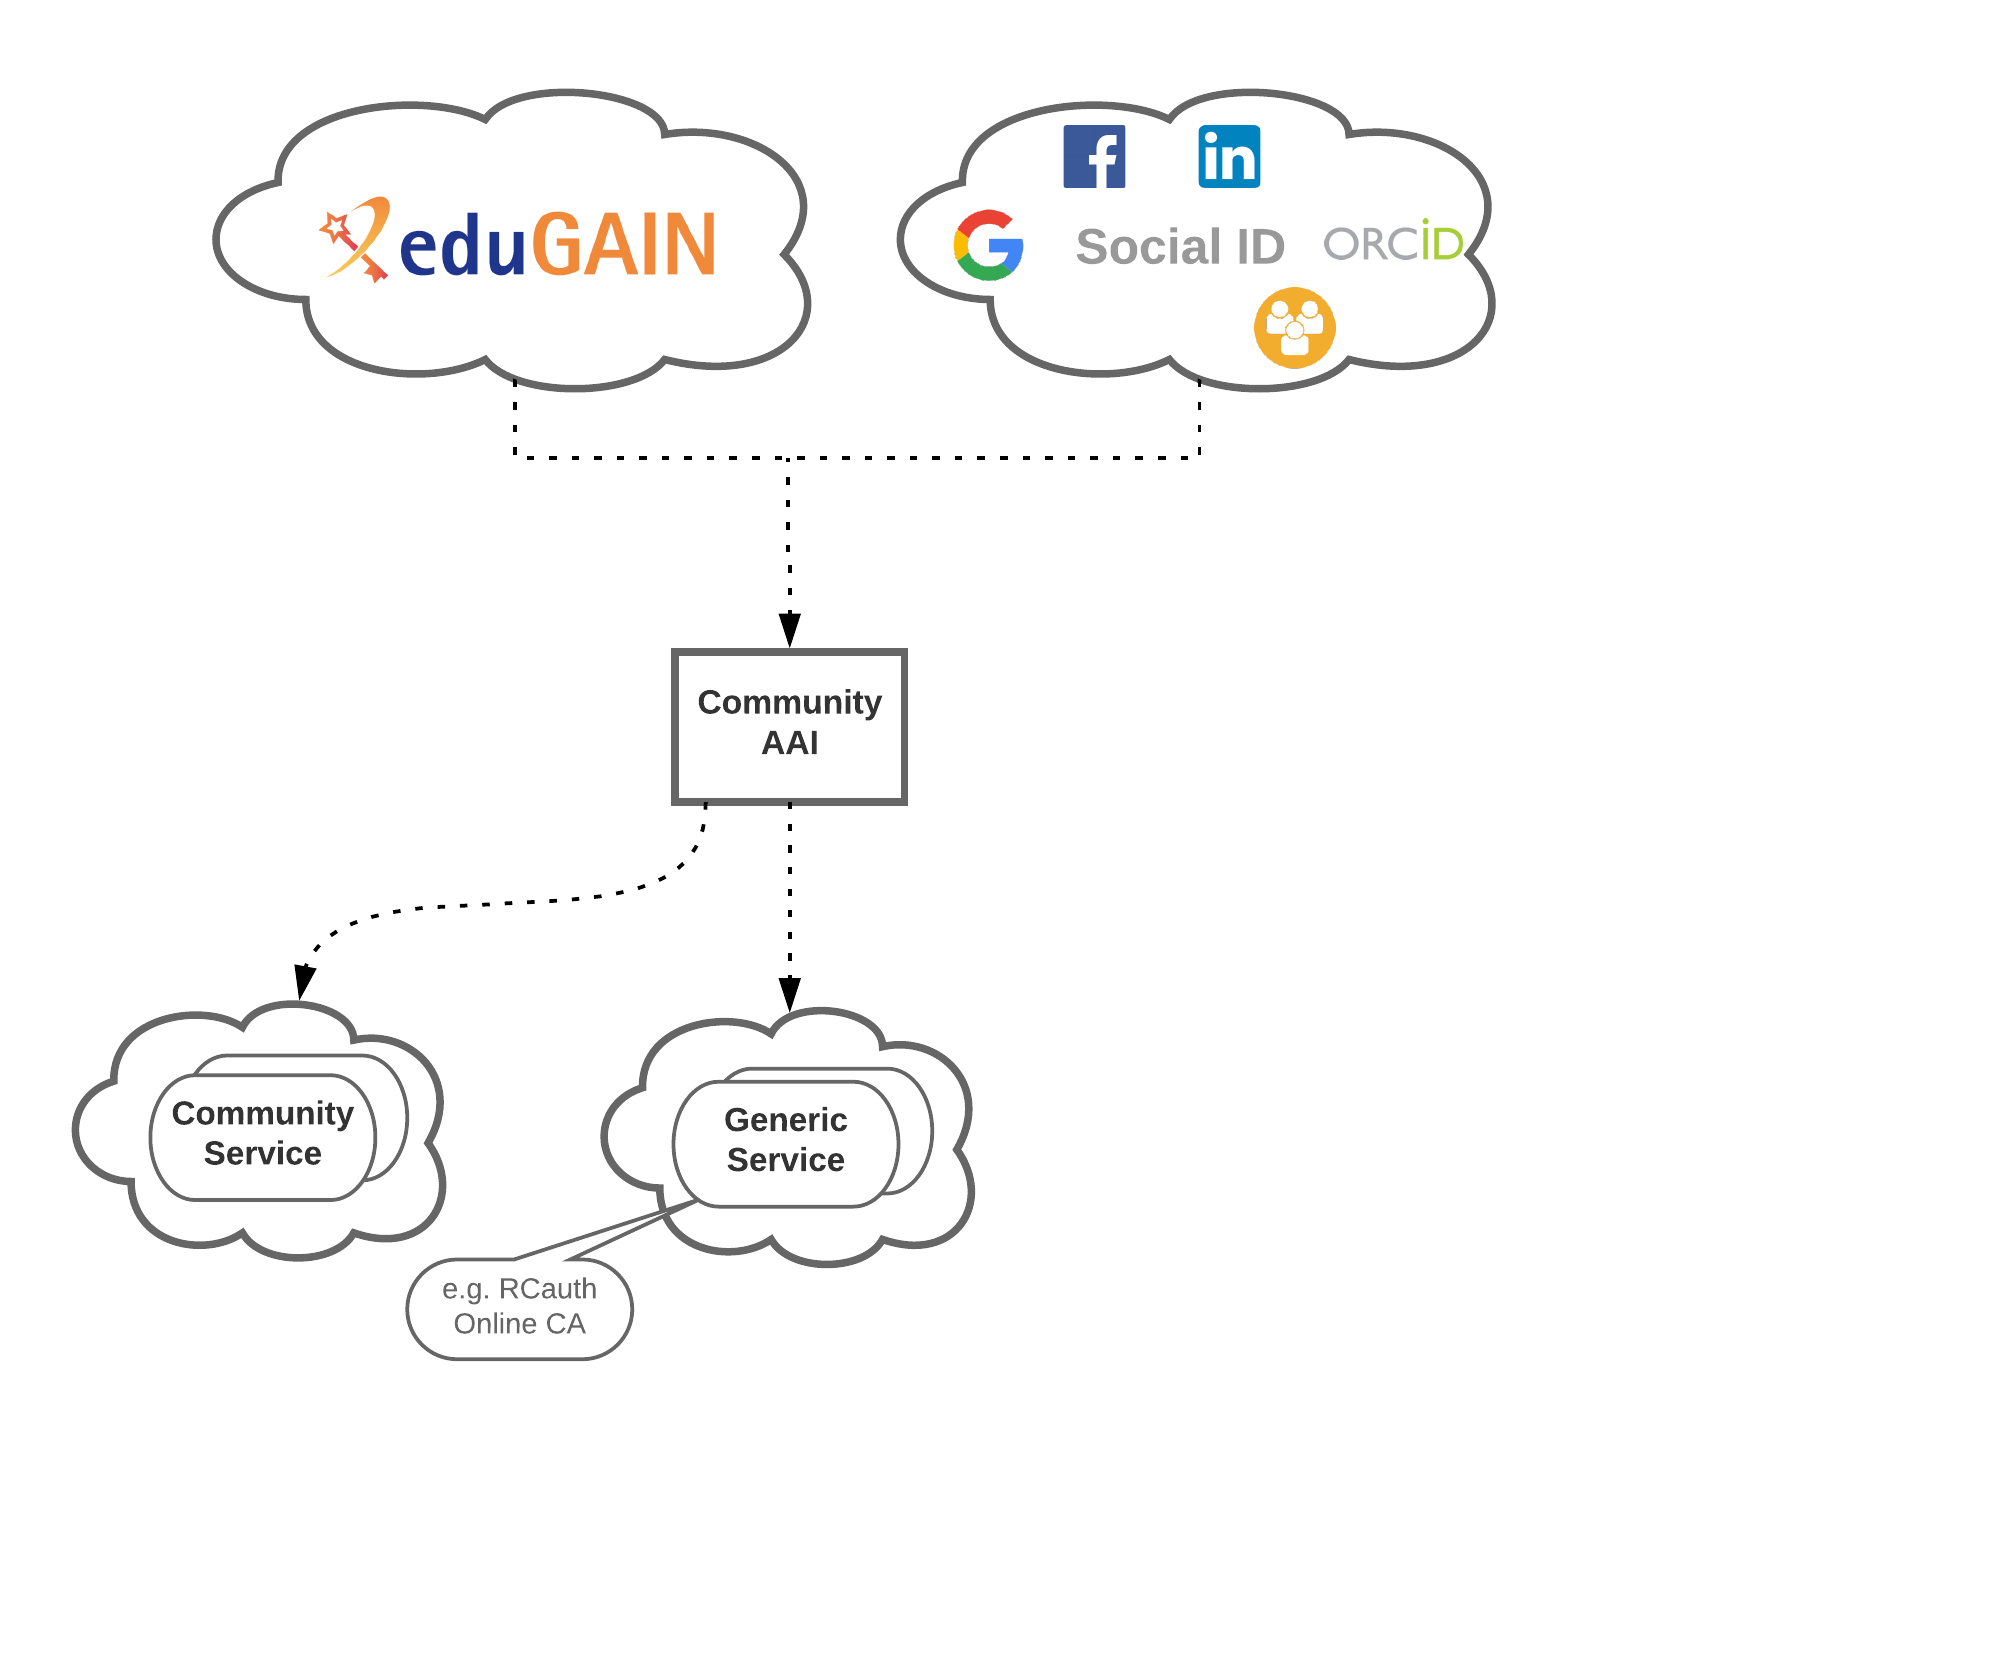 eduGAIN
Social ID
ORCiD
Community
AAI
Community
Service
Generic
Service
e.g. RCauth
Online CA